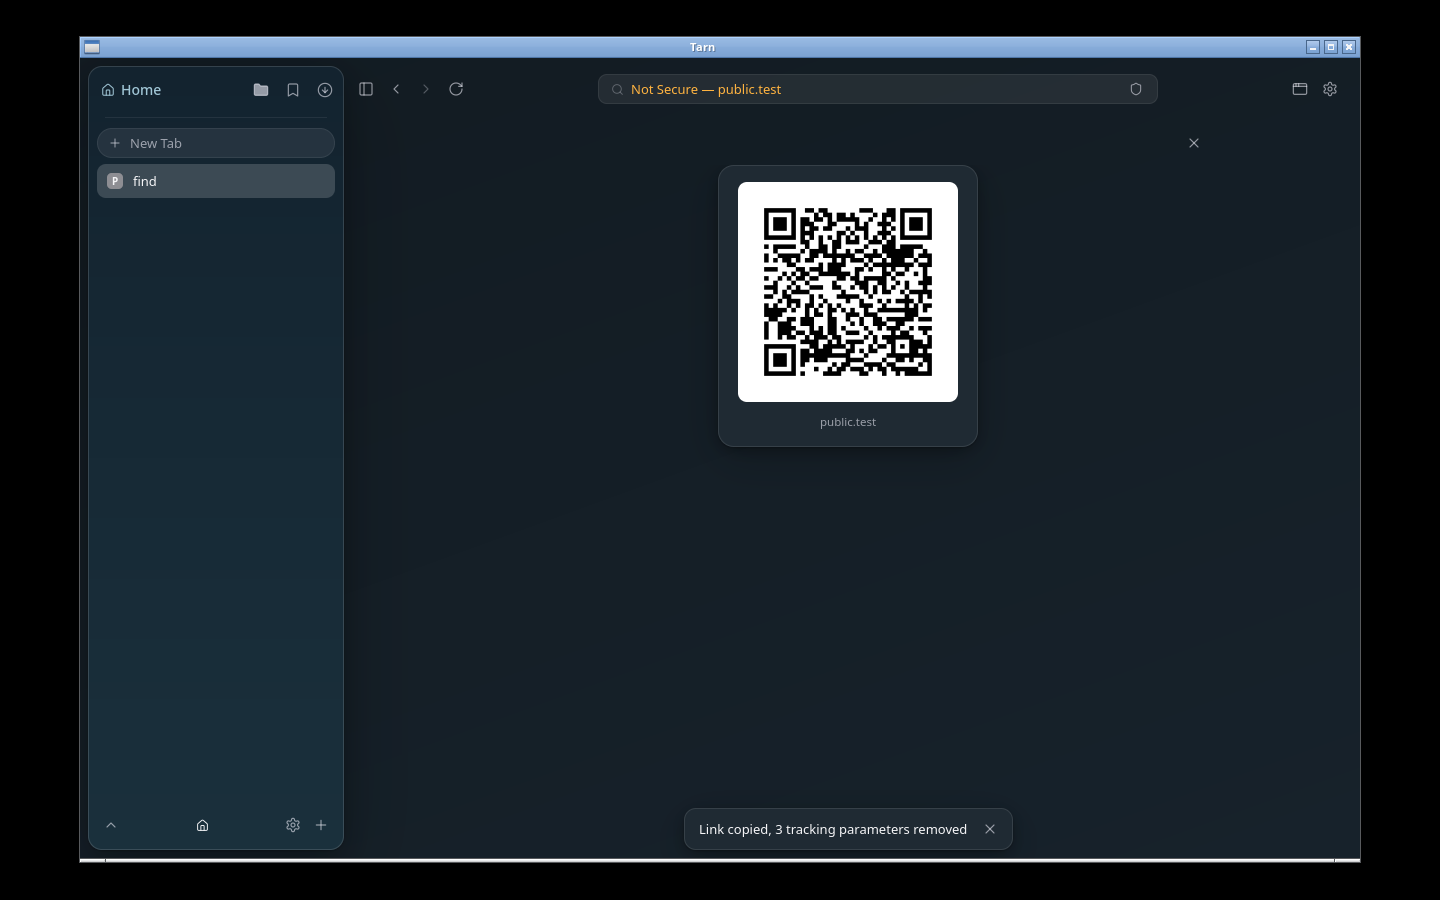 Tarn
Home
Not Secure — public.test
New Tab
P find
public.test
Link copied, 3 tracking parameters removed